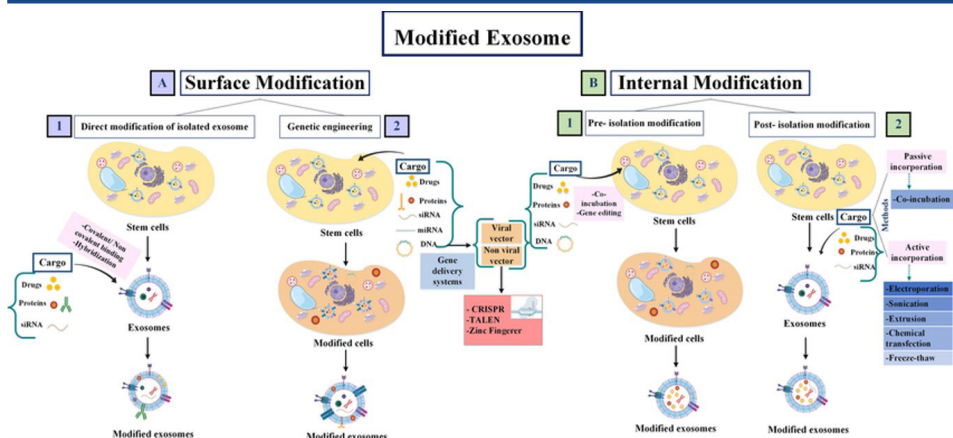 Modified Exosome
A
Surface Modification
B
Internal Modification
1
Direct modification of isolated exosome
Genetic engineering
2
1
Pre- isolation modification
Post- isolation modification
2
Stem cells
-Covalent/ Non
covalent binding
-Hybridization
Cargo
Drugs
Proteins
siRNA
Exosomes
Modified exosomes
Cargo
Drugs
Proteins
siRNA
miRNA
DNA
Stem cells
Modified cells
Modified exosomes
Gene
delivery
systems
Viral
vector
Non viral
vector
- CRISPR
-TALEN
-Zinc Fingerer
Cargo
Drugs
Proteins
siRNA
DNA
-Co-
incubation
-Gene editing
Stem cells
Modified cells
Modified exosomes
Stem cells
Cargo
Drugs
Proteins
siRNA
Exosomes
Modified exosomes
Methods
Passive
incorporation
-Co-incubation
Active
incorporation
-Electroporation
-Sonication
-Extrusion
-Chemical
transfection
-Freeze-thaw